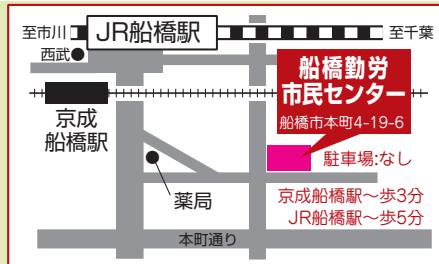 至市川
JR船橋駅
至千葉
西武
船橋勤労
市民センター
船橋市本町4-19-6
京成
船橋駅
駐車場:なし
薬局
京成船橋駅〜歩3分
JR船橋駅〜歩5分
本町通り